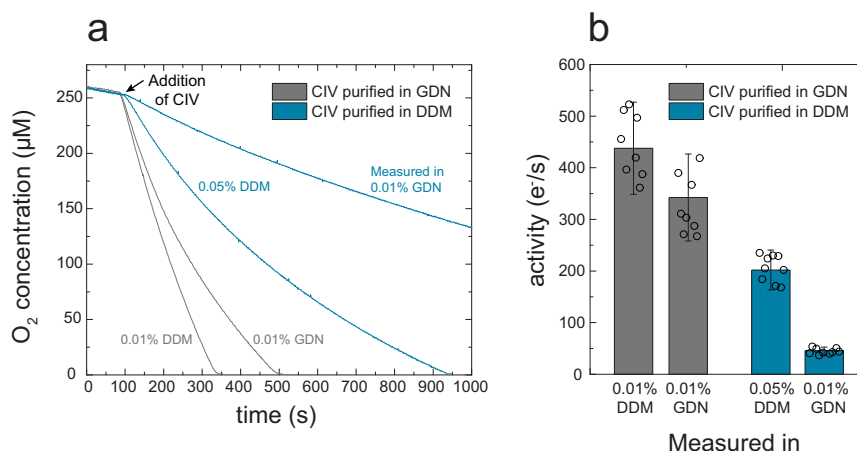 a
Addition
of CIV
CIV purified in GDN
CIV purified in DDM
Measured in
0.01% GDN
0.05% DDM
0.01%
DDM
0.01%
GDN
O₂ concentration (µM)
250
200
150
100
50
0
0 100 200 300 400 500 600 700 800 900 1000
time (s)
b
CIV purified in GDN
CIV purified in DDM
activity (e⁻/s)
600
500
400
300
200
100
50
0
0.01% 0.01% 0.05% 0.01%
DDM GDN DDM GDN
Measured in